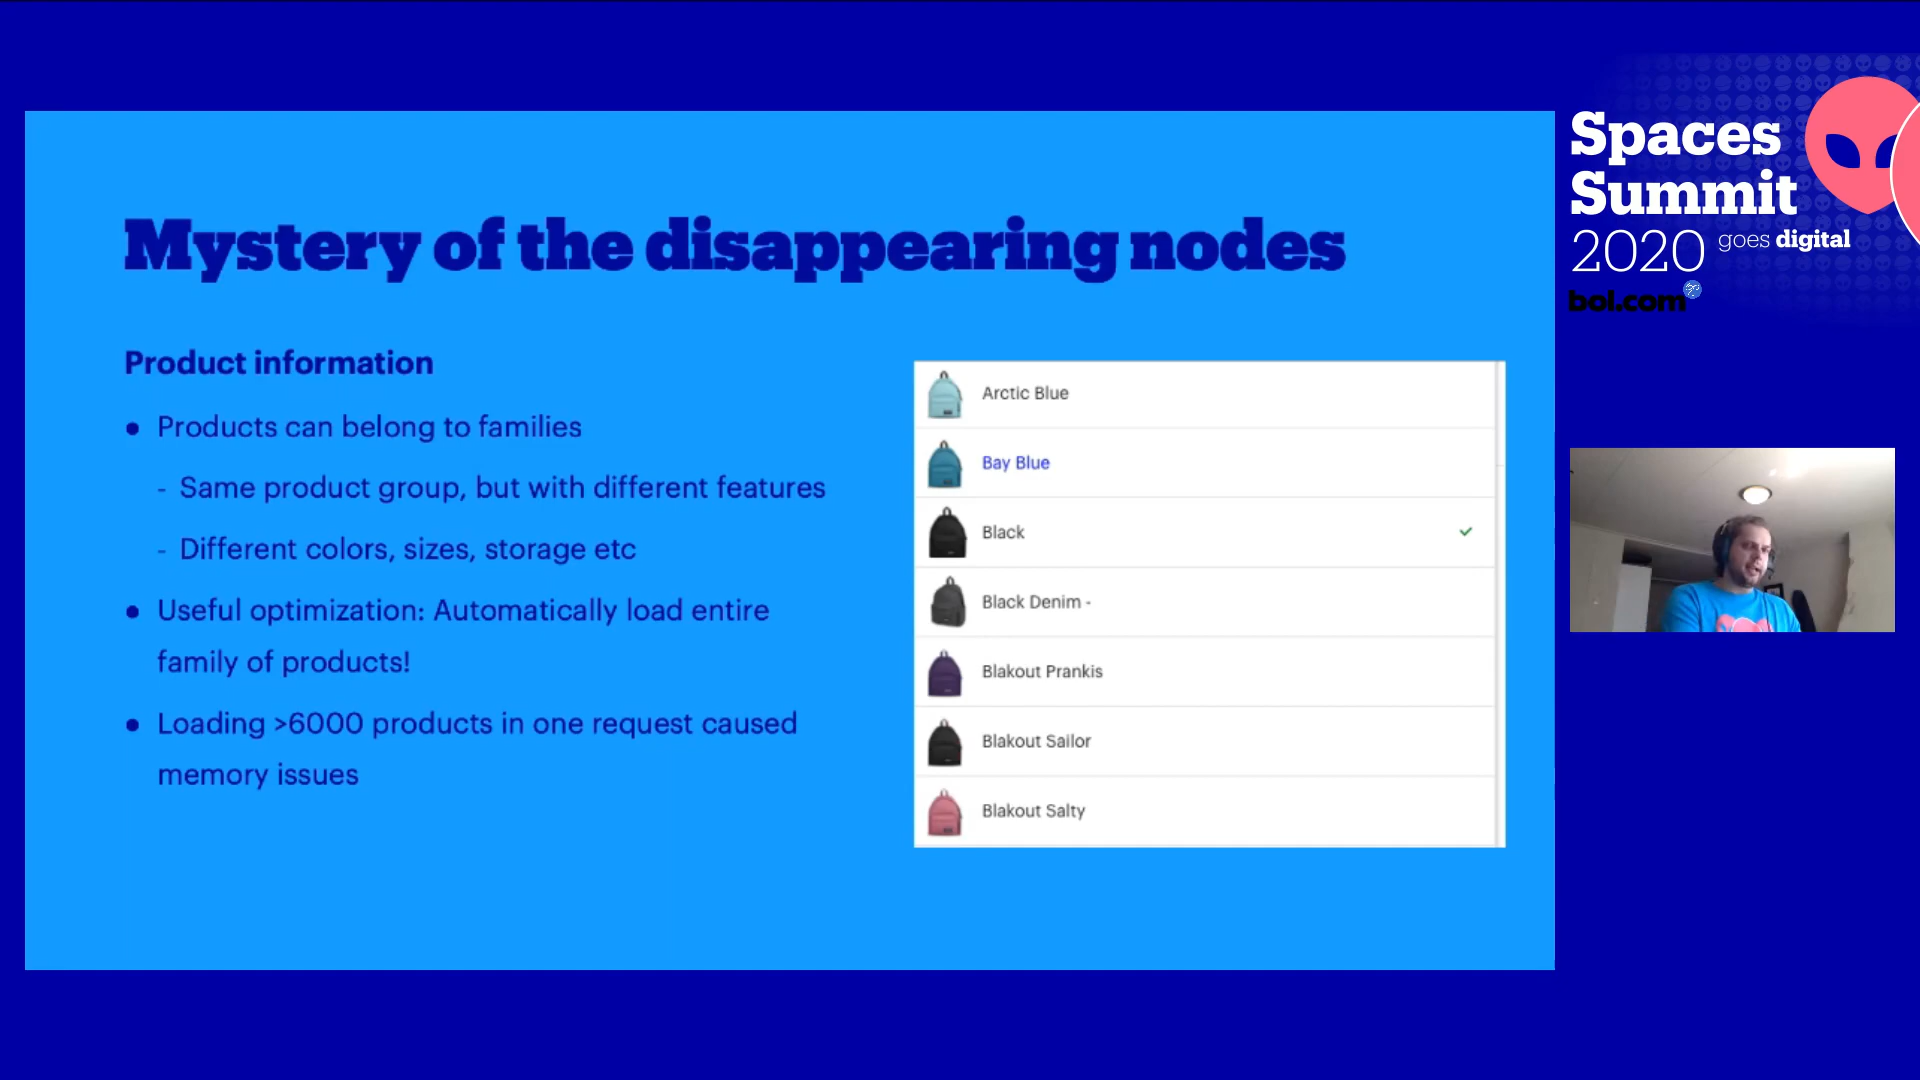 Mystery of the disappearing nodes
Product information
● Products can belong to families
- Same product group, but with different features
- Different colors, sizes, storage etc
● Useful optimization: Automatically load entire
family of products!
● Loading >6000 products in one request caused
memory issues
Arctic Blue
Bay Blue
Black
Black Denim -
Blakout Prankis
Blakout Sailor
Blakout Salty
Spaces
Summit
2020 goes digital
bol.com